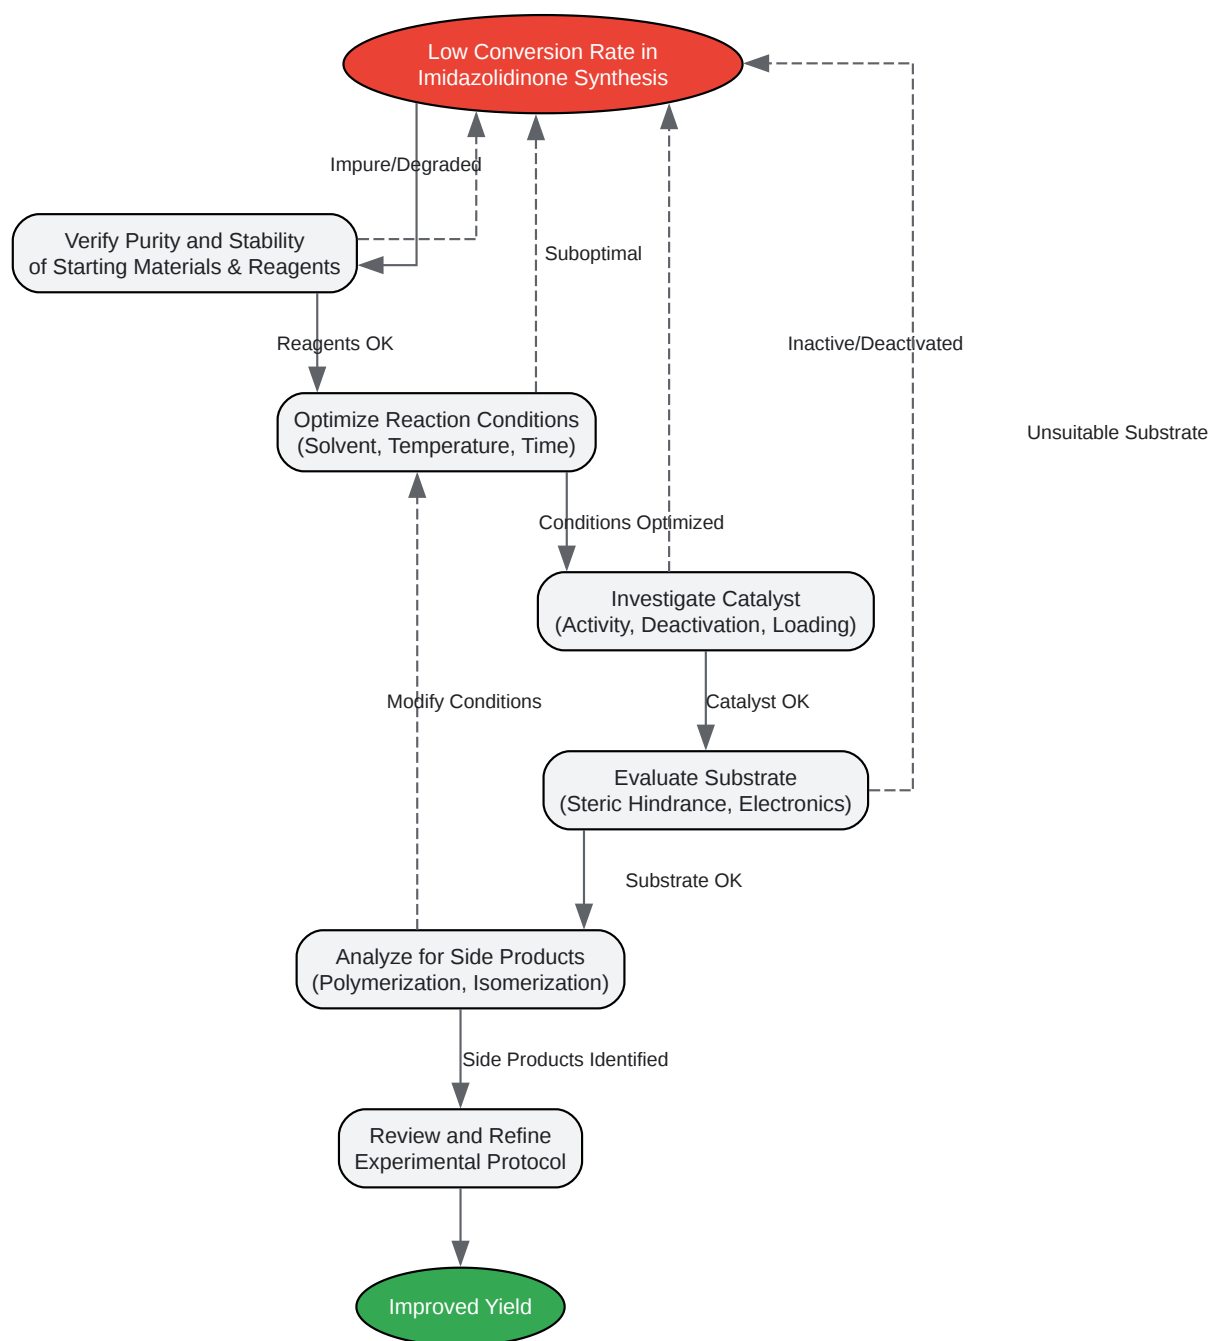 Low Conversion Rate in
Imidazolidinone Synthesis
Impure/Degraded
Verify Purity and Stability
of Starting Materials & Reagents
Suboptimal
Reagents OK
Inactive/Deactivated
Optimize Reaction Conditions
(Solvent, Temperature, Time)
Unsuitable Substrate
Conditions Optimized
Investigate Catalyst
(Activity, Deactivation, Loading)
Modify Conditions
Catalyst OK
Evaluate Substrate
(Steric Hindrance, Electronics)
Substrate OK
Analyze for Side Products
(Polymerization, Isomerization)
Side Products Identified
Review and Refine
Experimental Protocol
Improved Yield